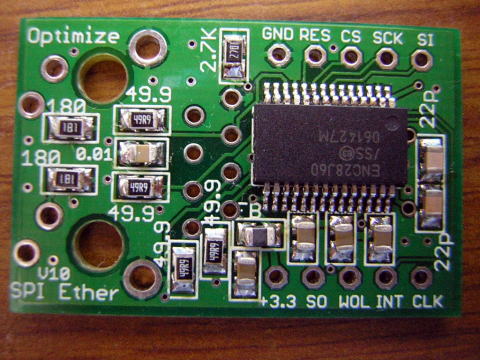 Optimize
2.7K
2701
GND RES CS SCK SI
180
181
49.9
49R9
22p
0.01
180
181
49R9
49.9
ENC28J60
/SS
061427M
49.9
49R9
49.9
49R9
B
22p
V10
SPI Ether
+3.3 SO WOL INT CLK